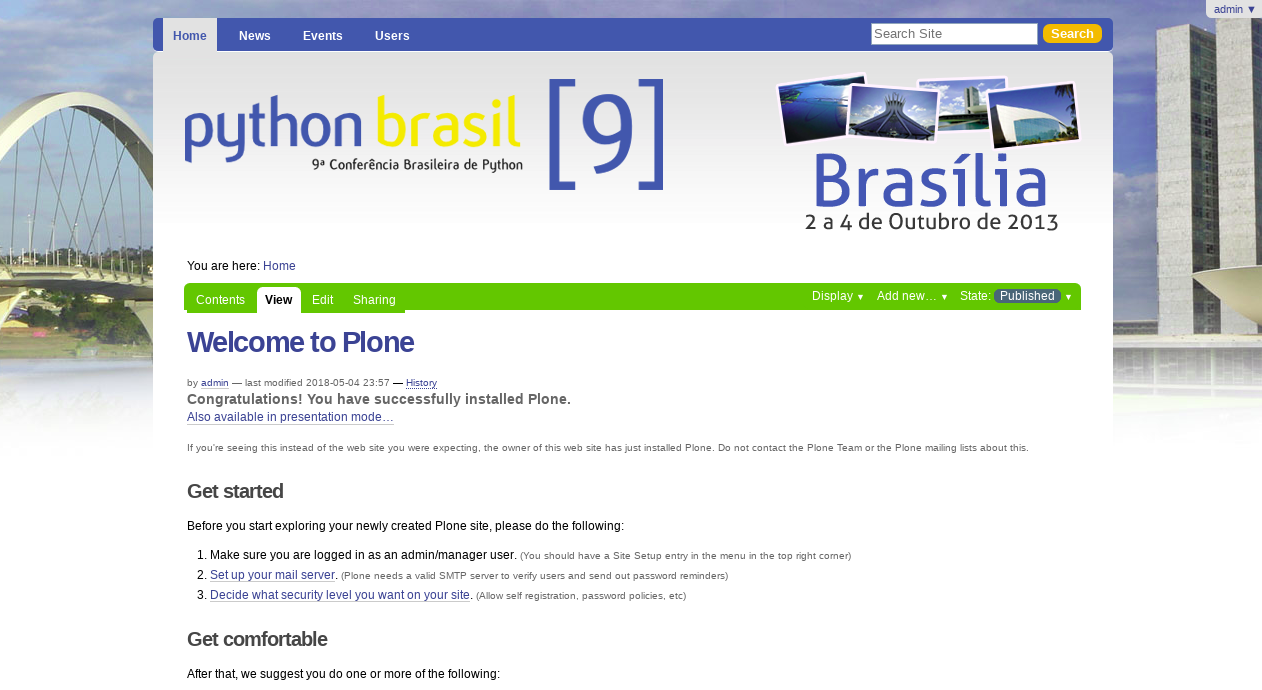 admin ▼
Home News Events Users Search Site Search
python brasil [9]
9ª Conferência Brasileira de Python
Brasília
2 a 4 de Outubro de 2013
You are here: Home
Contents View Edit Sharing Display ▼ Add new… ▼ State: Published ▼
Welcome to Plone
by admin — last modified 2018-05-04 23:57 — History
Congratulations! You have successfully installed Plone.
Also available in presentation mode…
If you're seeing this instead of the web site you were expecting, the owner of this web site has just installed Plone. Do not contact the Plone Team or the Plone mailing lists about this.
Get started
Before you start exploring your newly created Plone site, please do the following:
1. Make sure you are logged in as an admin/manager user. (You should have a Site Setup entry in the menu in the top right corner)
2. Set up your mail server. (Plone needs a valid SMTP server to verify users and send out password reminders)
3. Decide what security level you want on your site. (Allow self registration, password policies, etc)
Get comfortable
After that, we suggest you do one or more of the following: